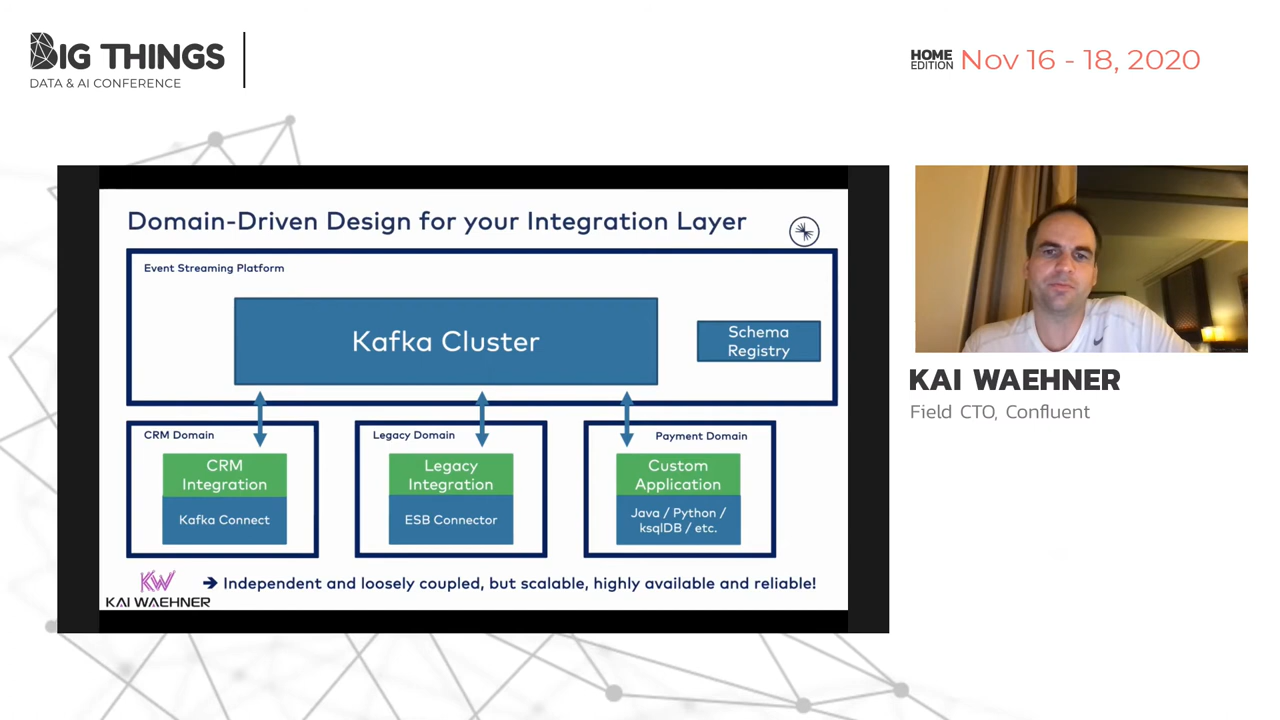 BIG THINGS
DATA & AI CONFERENCE
HOME
EDITION
Nov 16 - 18, 2020
Domain-Driven Design for your Integration Layer
Event Streaming Platform
Kafka Cluster
Schema
Registry
CRM Domain
CRM
Integration
Kafka Connect
Legacy Domain
Legacy
Integration
ESB Connector
Payment Domain
Custom
Application
Java / Python /
ksqlDB / etc.
KW
KAI WAEHNER
➔ Independent and loosely coupled, but scalable, highly available and reliable!
KAI WAEHNER
Field CTO, Confluent